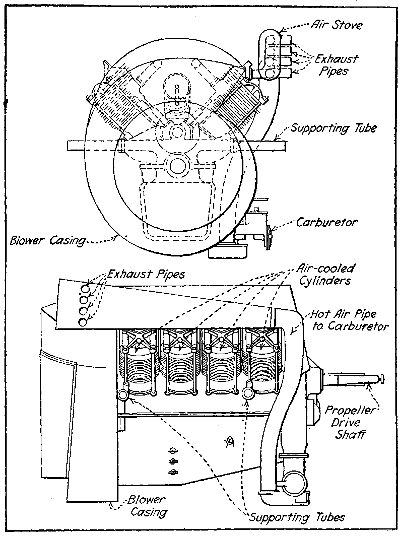 Air Stove
Exhaust
Pipes
Supporting Tube
Carburetor
Blower Casing
Exhaust Pipes
Air-cooled
Cylinders
Hot Air Pipe
to Carburetor
Propeller
Drive
Shaft
Blower
Casing
Supporting Tubes